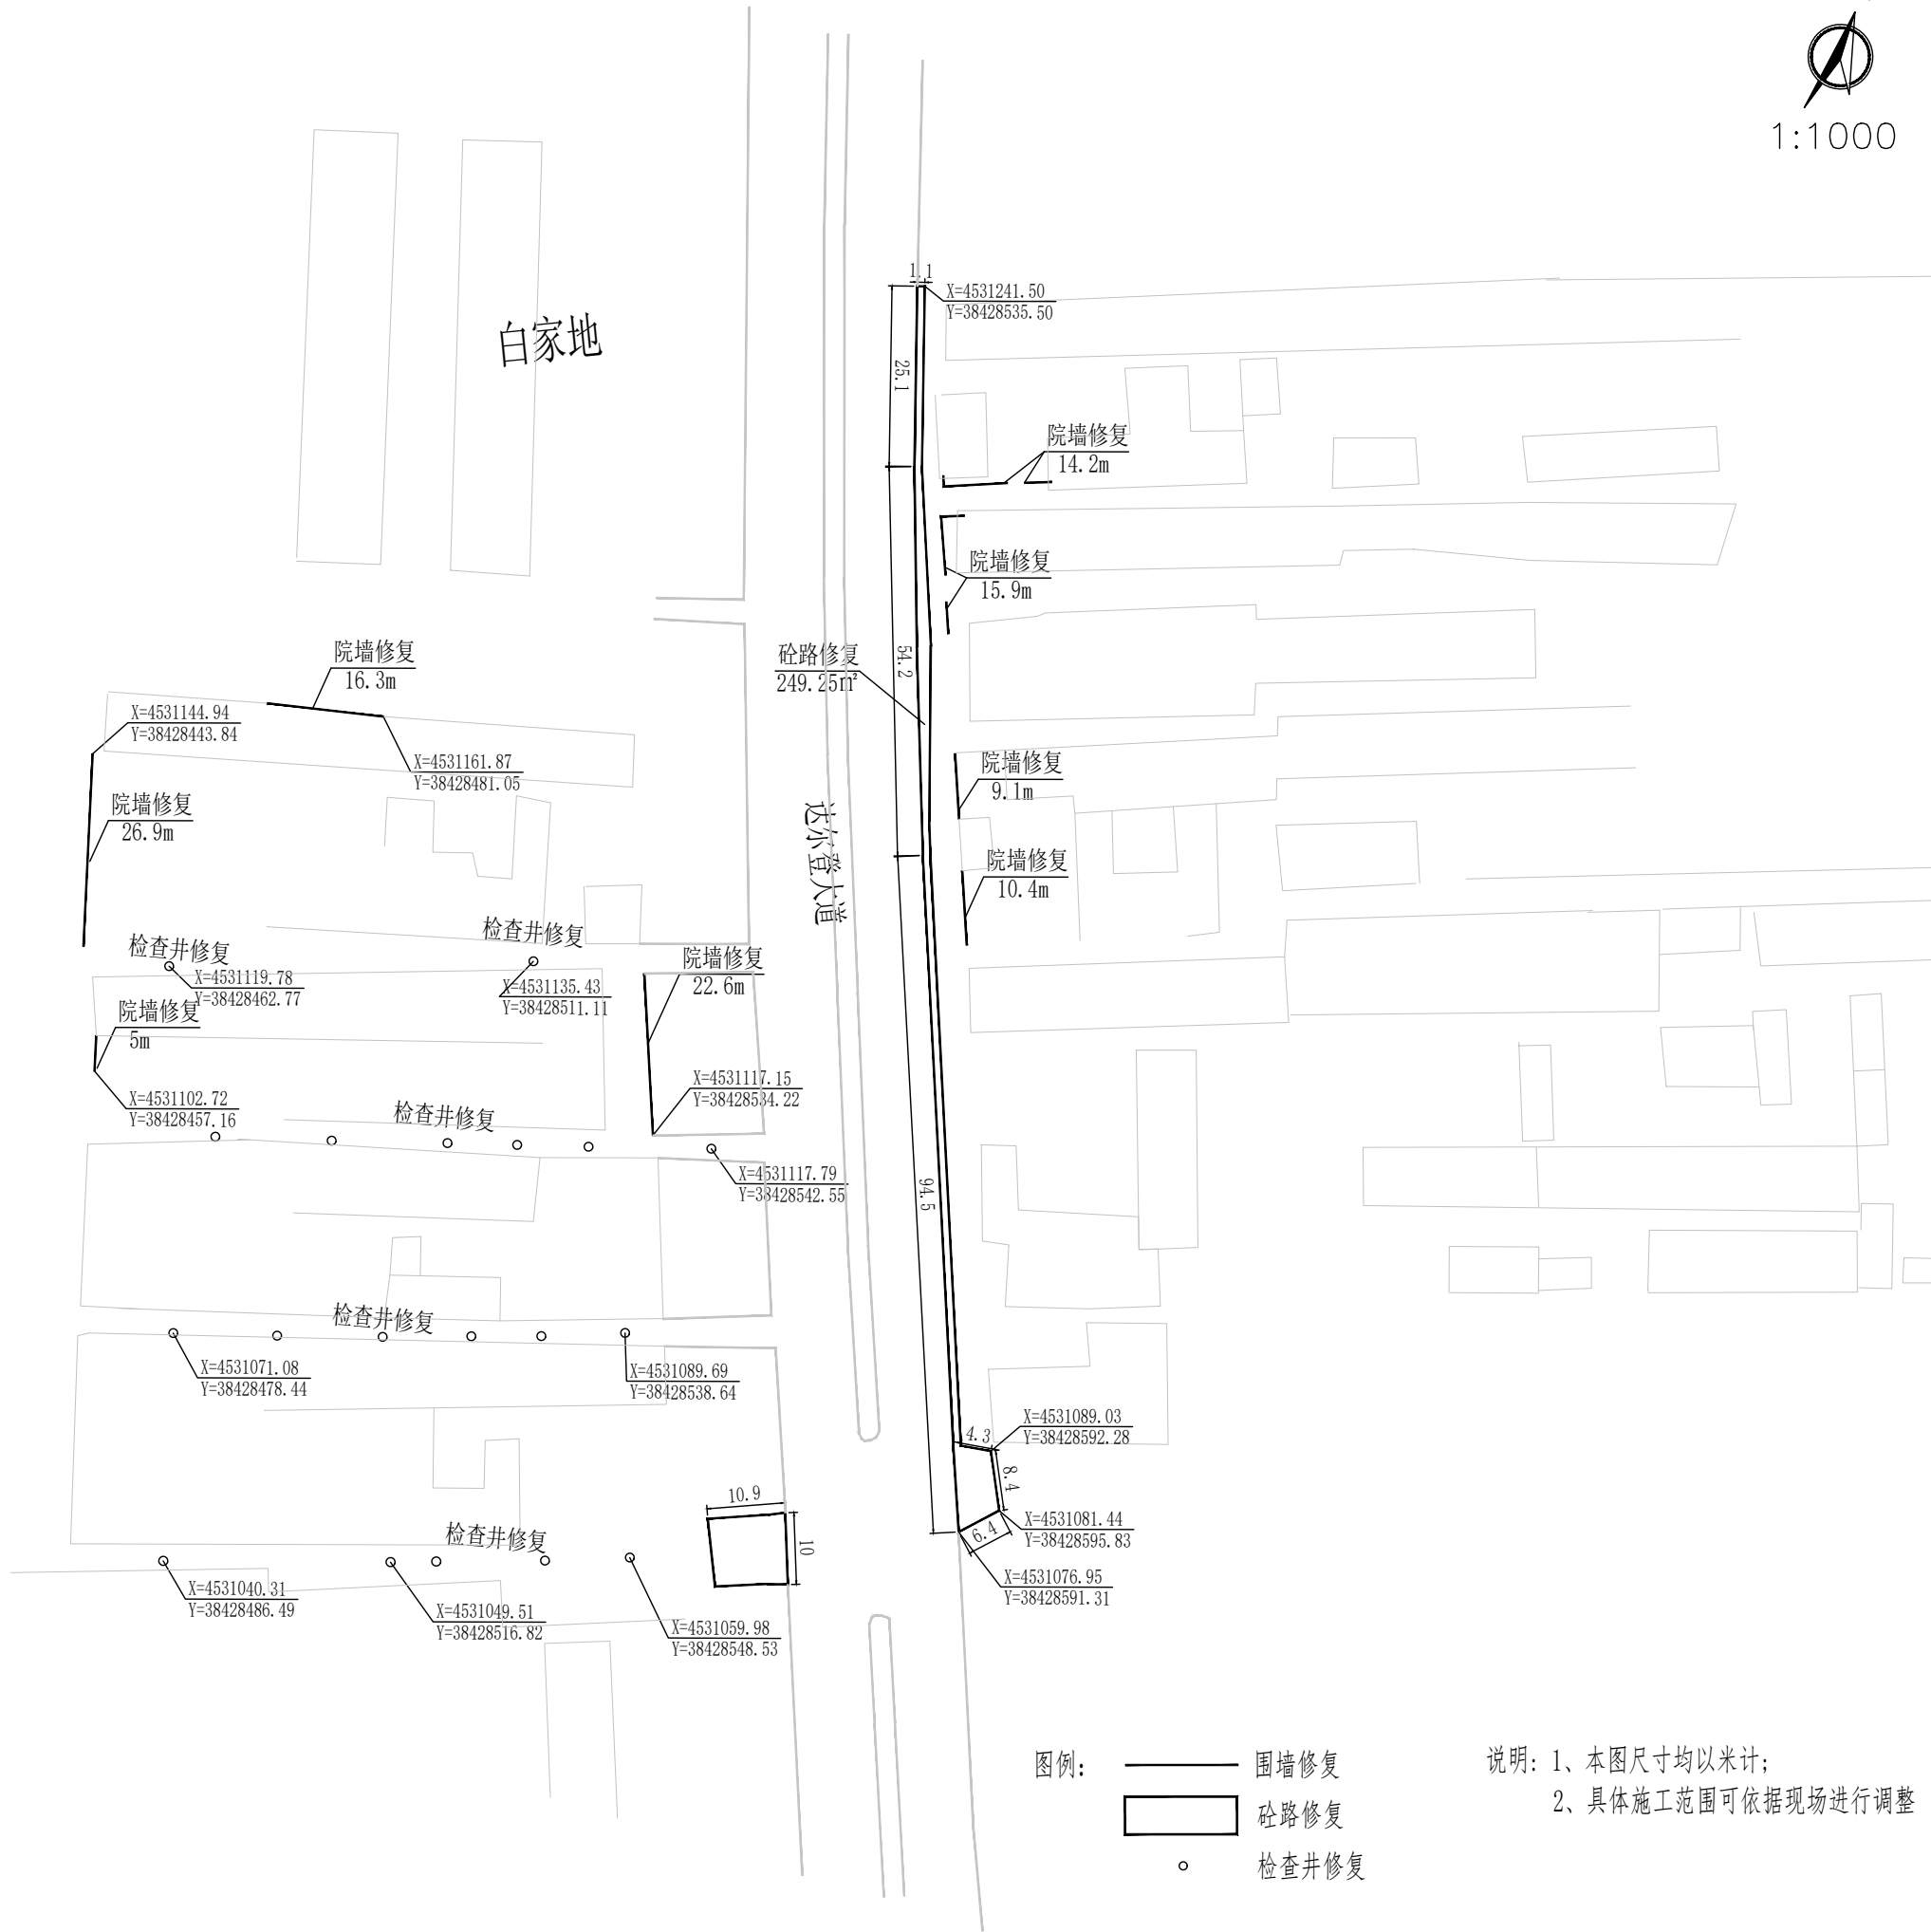 1:1000
1.1
X=4531241.50
Y=38428535.50
白家地
25.1
院墙修复
14.2m
院墙修复
15.9m
院墙修复
16.3m
砼路修复
249.25㎡
54.2
X=4531144.94
Y=38428443.84
X=4531161.87
Y=38428481.05
院墙修复
9.1m
院墙修复
26.9m
达尔登大道
院墙修复
10.4m
检查井修复
检查井修复
院墙修复
22.6m
X=4531119.78
Y=38428462.77
X=4531135.43
Y=38428511.11
院墙修复
5m
X=4531117.15
Y=38428534.22
X=4531102.72
Y=38428457.16
检查井修复
X=4531117.79
Y=38428542.55
94.5
检查井修复
X=4531071.08
Y=38428478.44
X=4531089.69
Y=38428538.64
X=4531089.03
Y=38428592.28
4.3
8.4
10.9
10
检查井修复
X=4531081.44
Y=38428595.83
6.4
X=4531076.95
Y=38428591.31
X=4531040.31
Y=38428486.49
X=4531049.51
Y=38428516.82
X=4531059.98
Y=38428548.53
图例：
围墙修复
砼路修复
检查井修复
说明：1、本图尺寸均以米计；
2、具体施工范围可依据现场进行调整